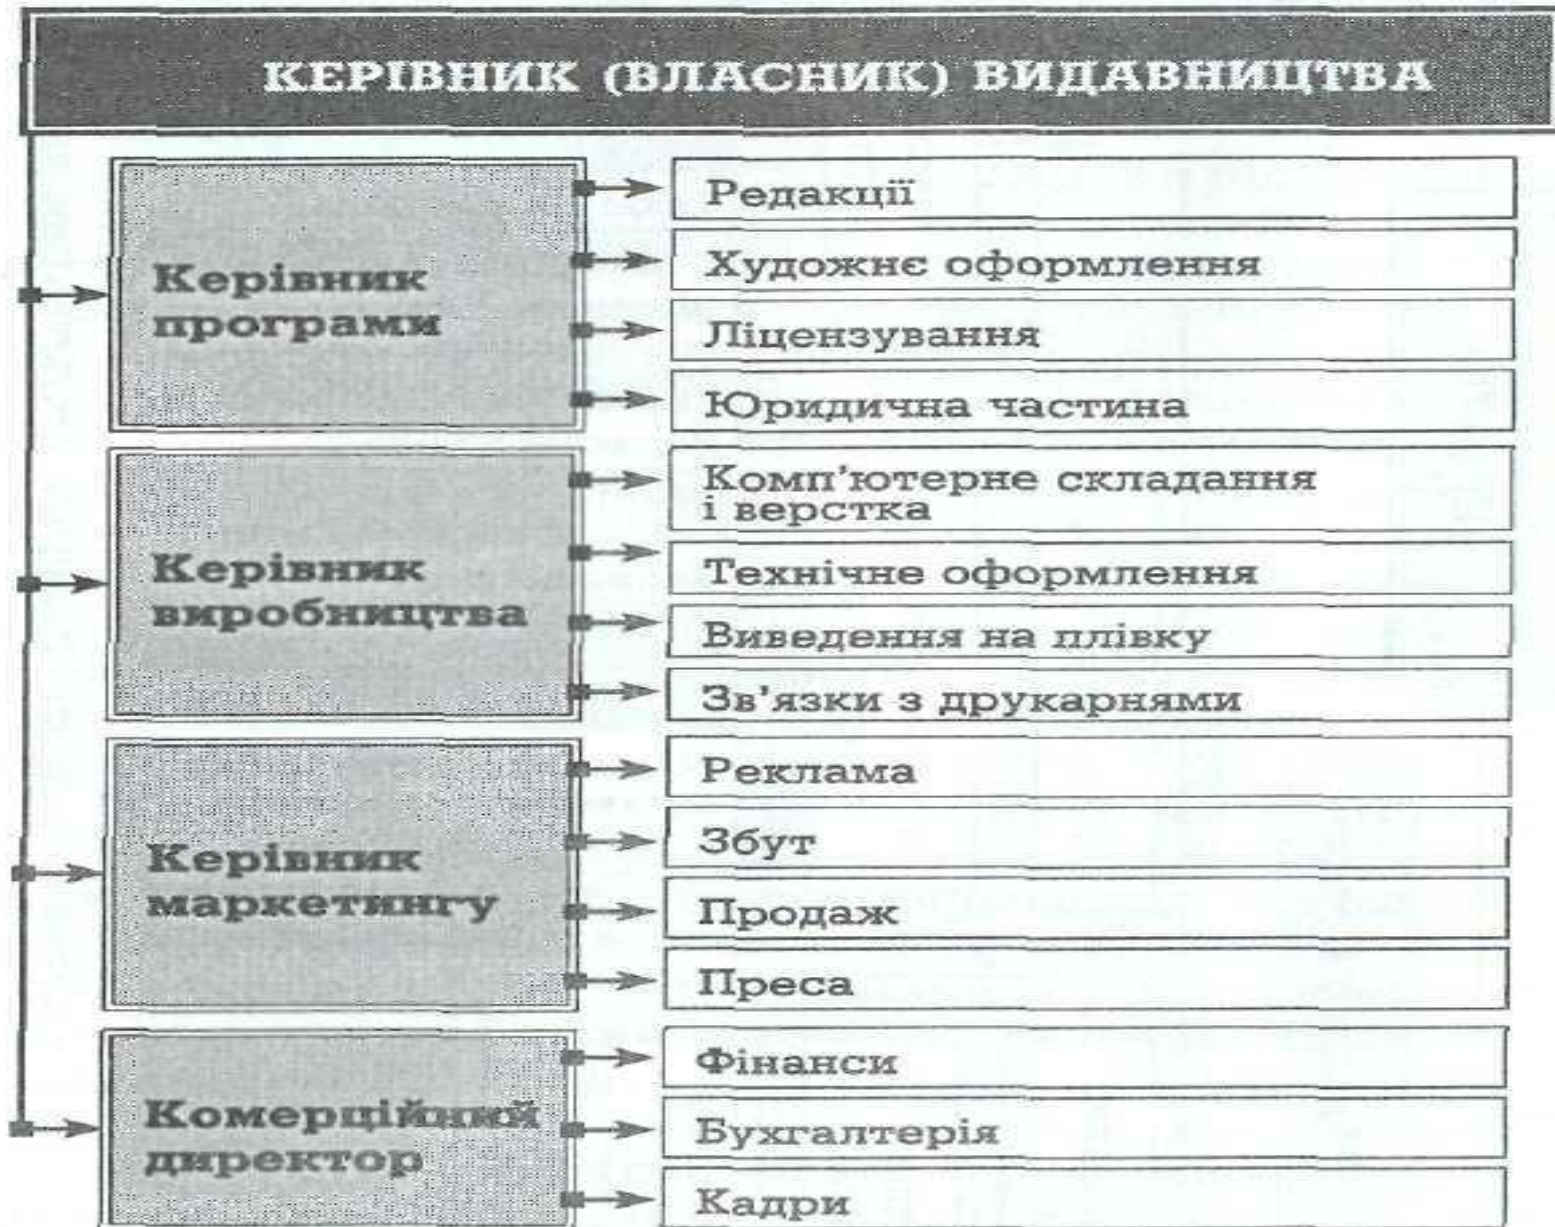 КЕРІВНИК (ВЛАСНИК) ВИДАВНИЦТВА
Керівник
програми
Редакції
Художнє оформлення
Ліцензування
Юридична частина
Керівник
виробництва
Комп'ютерне складання
і верстка
Технічне оформлення
Виведення на плівку
Зв'язки з друкарнями
Керівник
маркетингу
Реклама
Збут
Продаж
Преса
Комерційний
директор
Фінанси
Бухгалтерія
Кадри